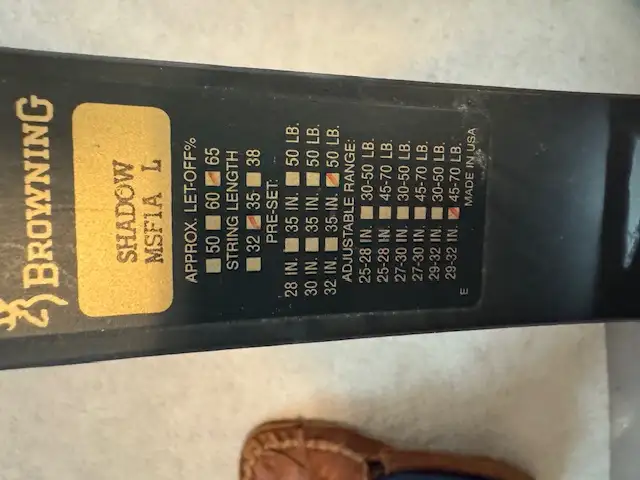 BROWNING
SHADOW
MSF1A L
APPROX. LET-OFF%
50 60 65
STRING LENGTH
32 35 38
PRE-SET:
28 IN. 35 IN. 50 LB.
30 IN. 35 IN. 50 LB.
32 IN. 35 IN. 50 LB.
ADJUSTABLE RANGE:
25-28 IN. 30-50 LB.
25-28 IN. 45-70 LB.
27-30 IN. 30-50 LB.
27-30 IN. 45-70 LB.
29-32 IN. 30-50 LB.
29-32 IN. 45-70 LB.
E MADE IN USA